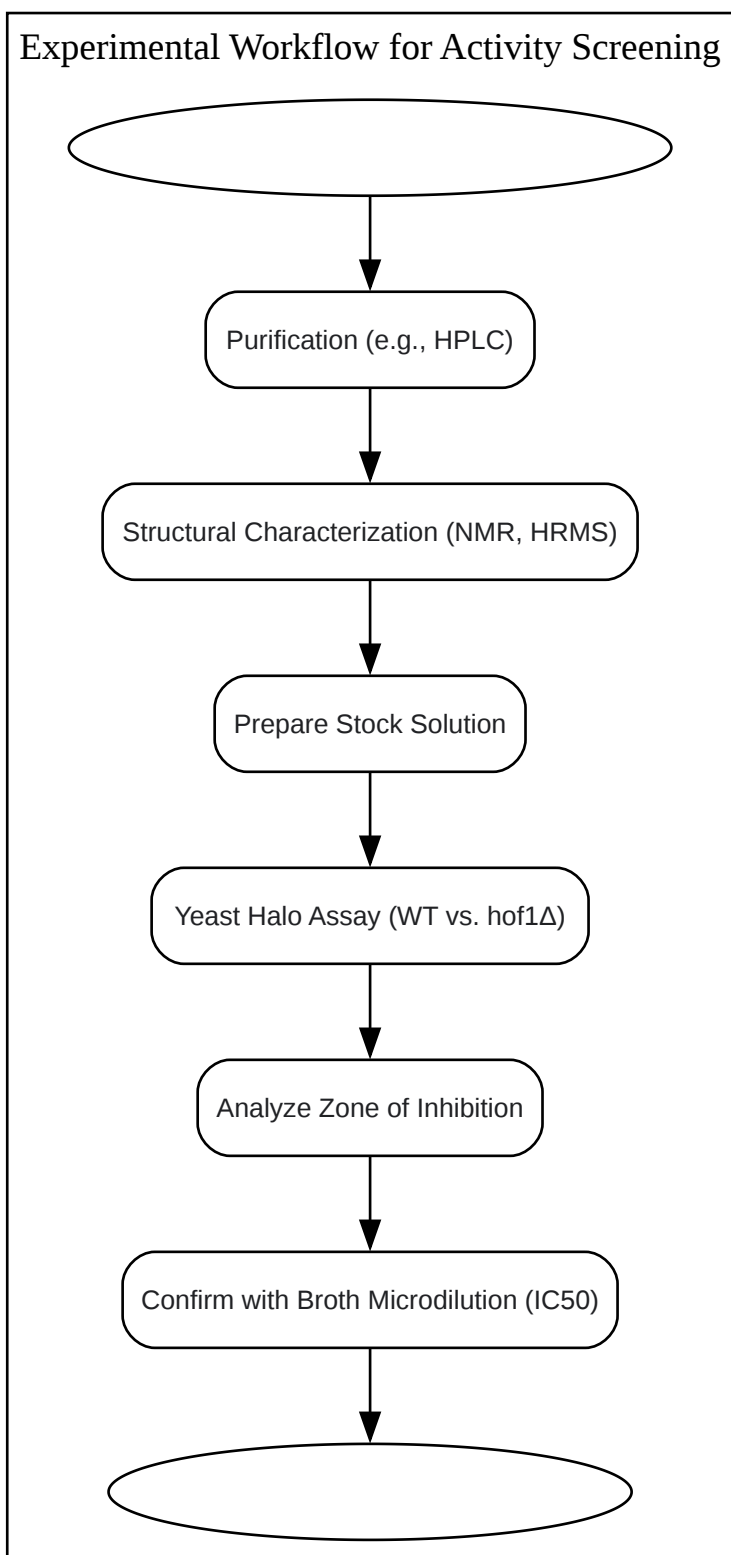 Experimental Workflow for Activity Screening
Purification (e.g., HPLC)
Structural Characterization (NMR, HRMS)
Prepare Stock Solution
Yeast Halo Assay (WT vs. hof1Δ)
Analyze Zone of Inhibition
Confirm with Broth Microdilution (IC50)